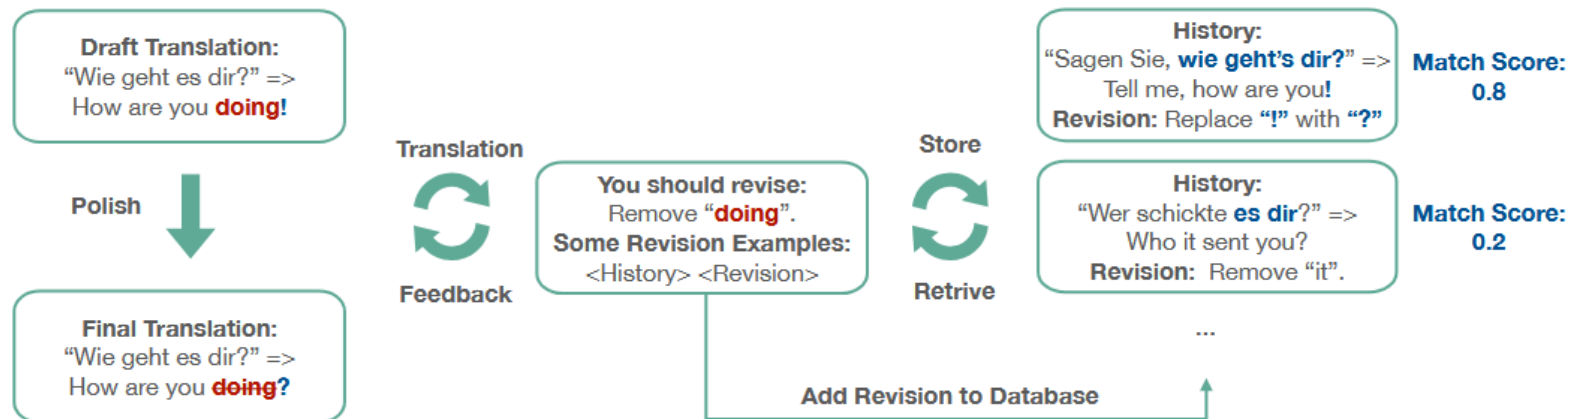 Draft Translation:
“Wie geht es dir?” =>
How are you doing!
Polish
Final Translation:
“Wie geht es dir?” =>
How are you doing?
Translation
Feedback
You should revise:
Remove “doing”.
Some Revision Examples:
<History> <Revision>
Store
Retrive
History:
“Sagen Sie, wie geht’s dir?” =>
Tell me, how are you!
Revision: Replace “!” with “?”
Match Score:
0.8
History:
“Wer schickte es dir?” =>
Who it sent you?
Revision: Remove “it”.
Match Score:
0.2
...
Add Revision to Database